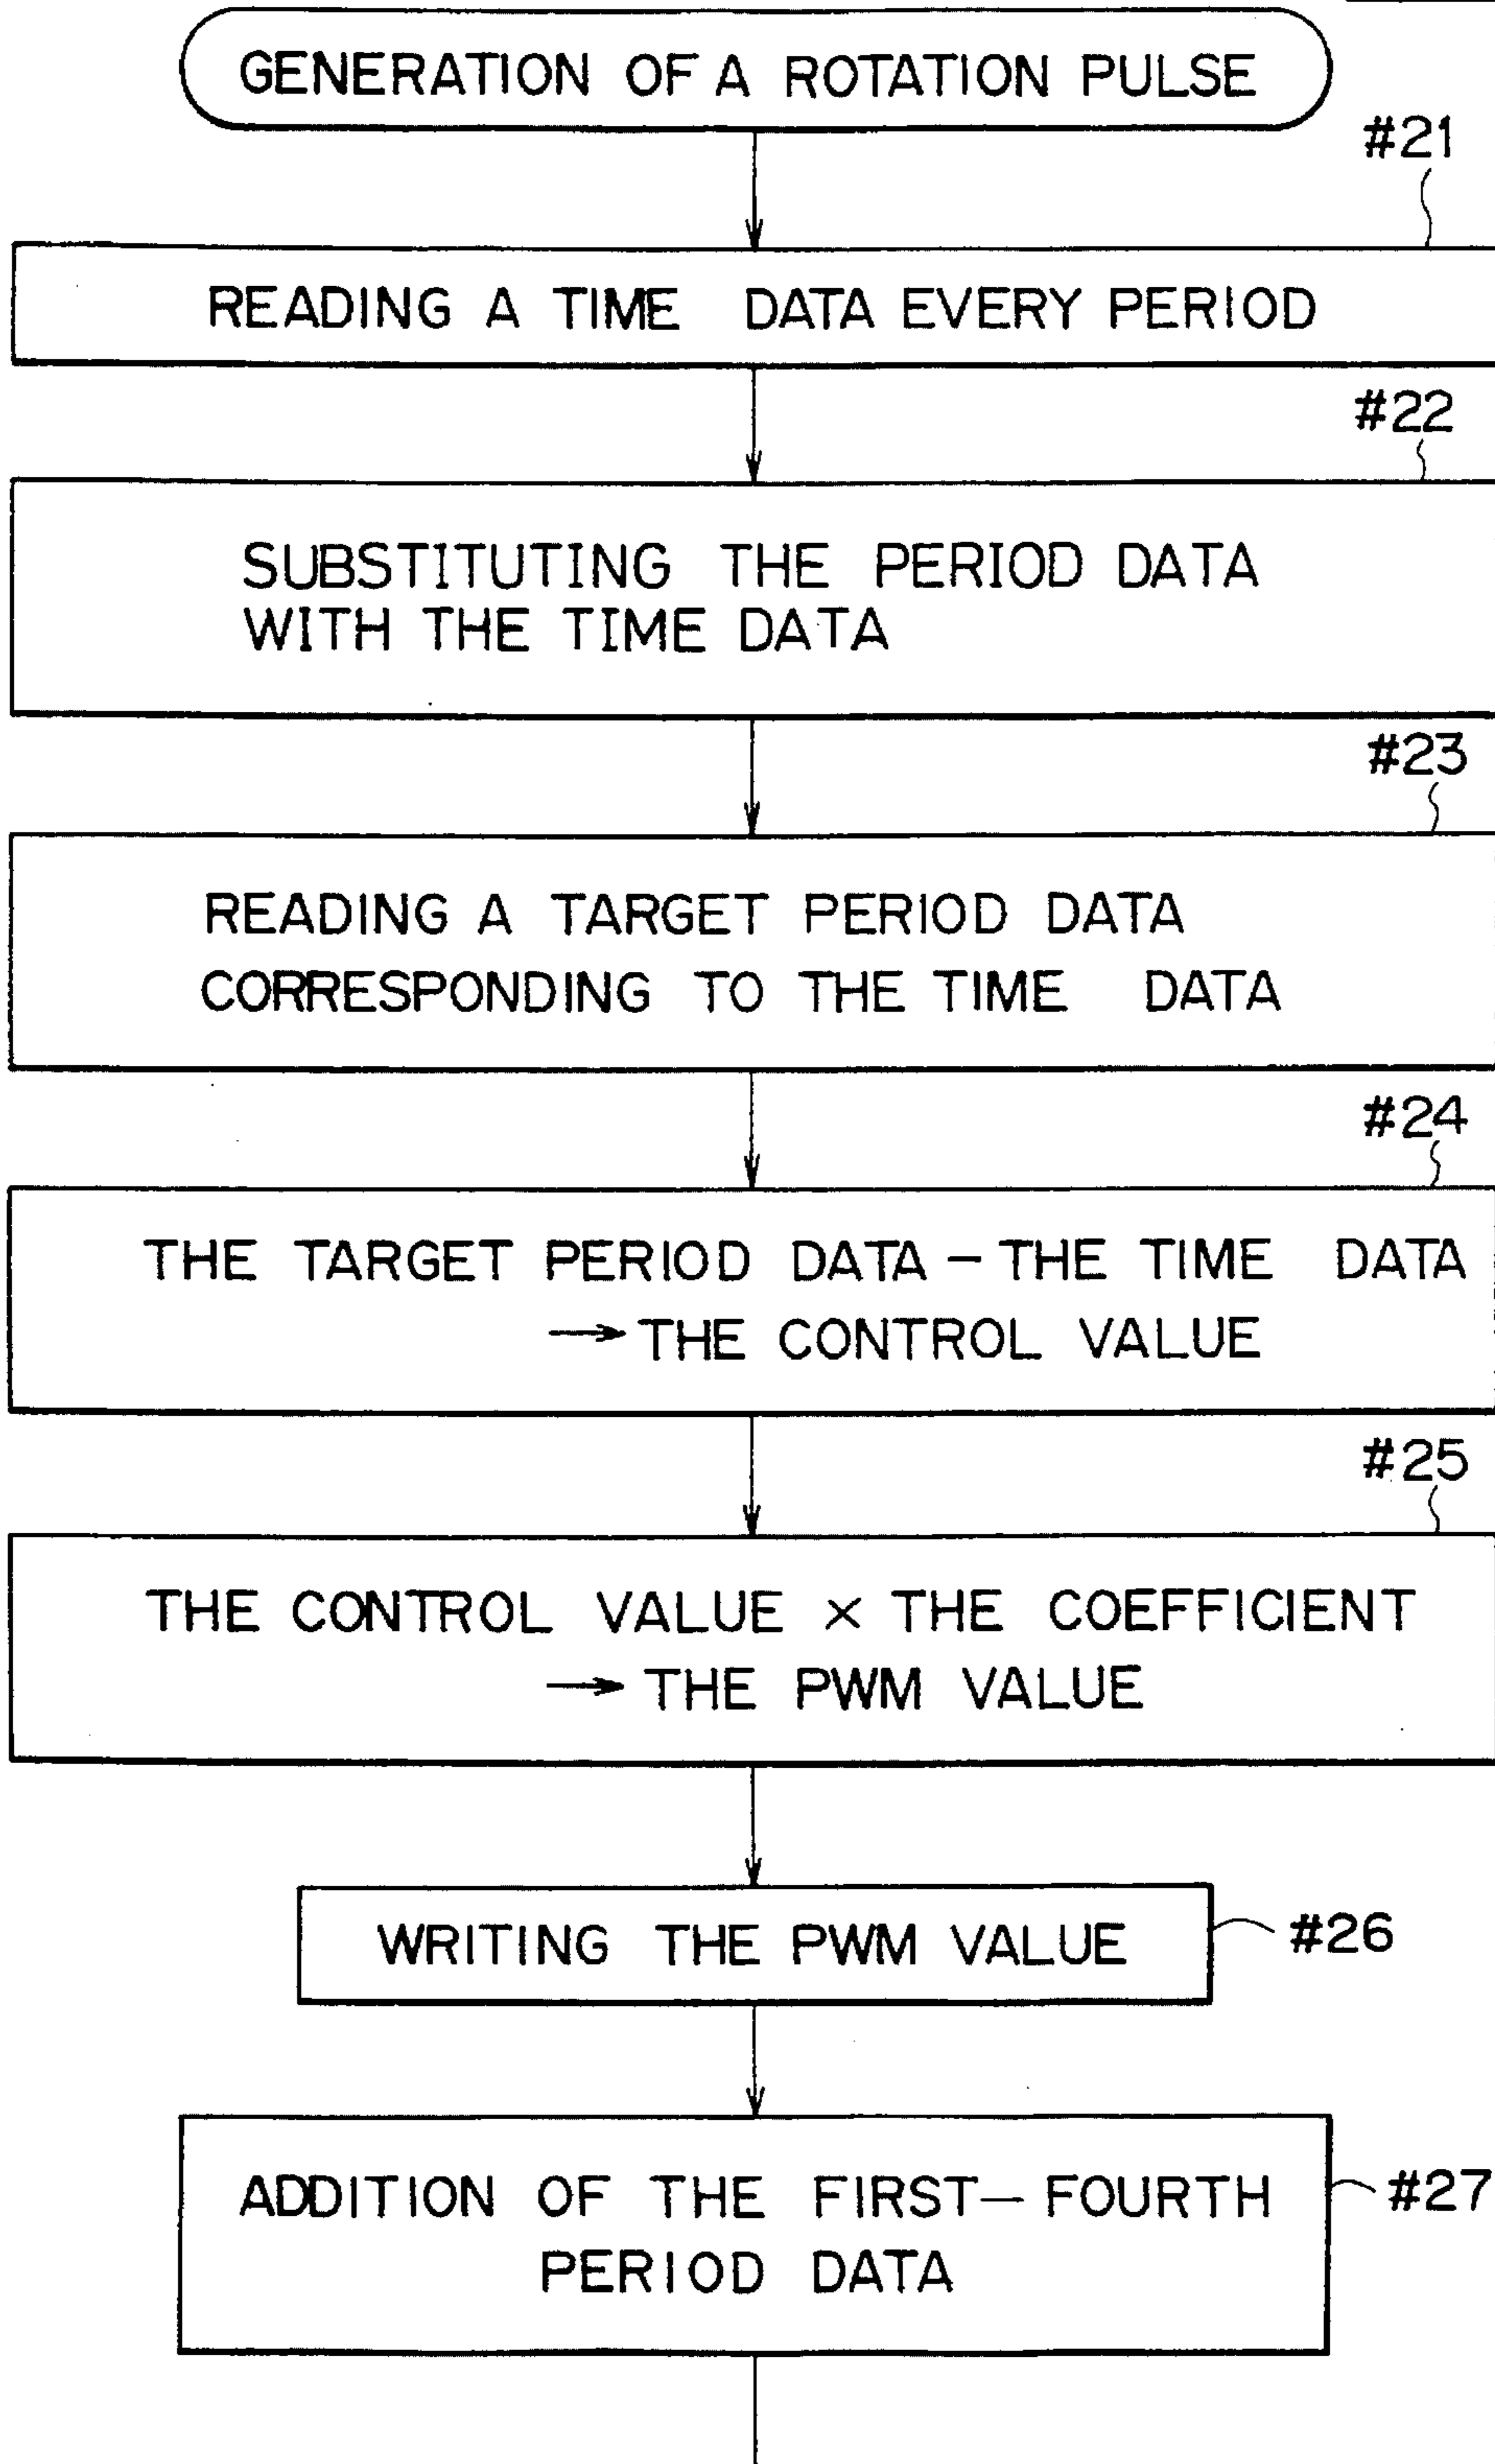 GENERATION OF A ROTATION PULSE
#21
READING A TIME DATA EVERY PERIOD
#22
SUBSTITUTING THE PERIOD DATA
WITH THE TIME DATA
#23
READING A TARGET PERIOD DATA
CORRESPONDING TO THE TIME DATA
#24
THE TARGET PERIOD DATA – THE TIME DATA
→ THE CONTROL VALUE
#25
THE CONTROL VALUE × THE COEFFICIENT
→ THE PWM VALUE
WRITING THE PWM VALUE #26
ADDITION OF THE FIRST– FOURTH #27
PERIOD DATA